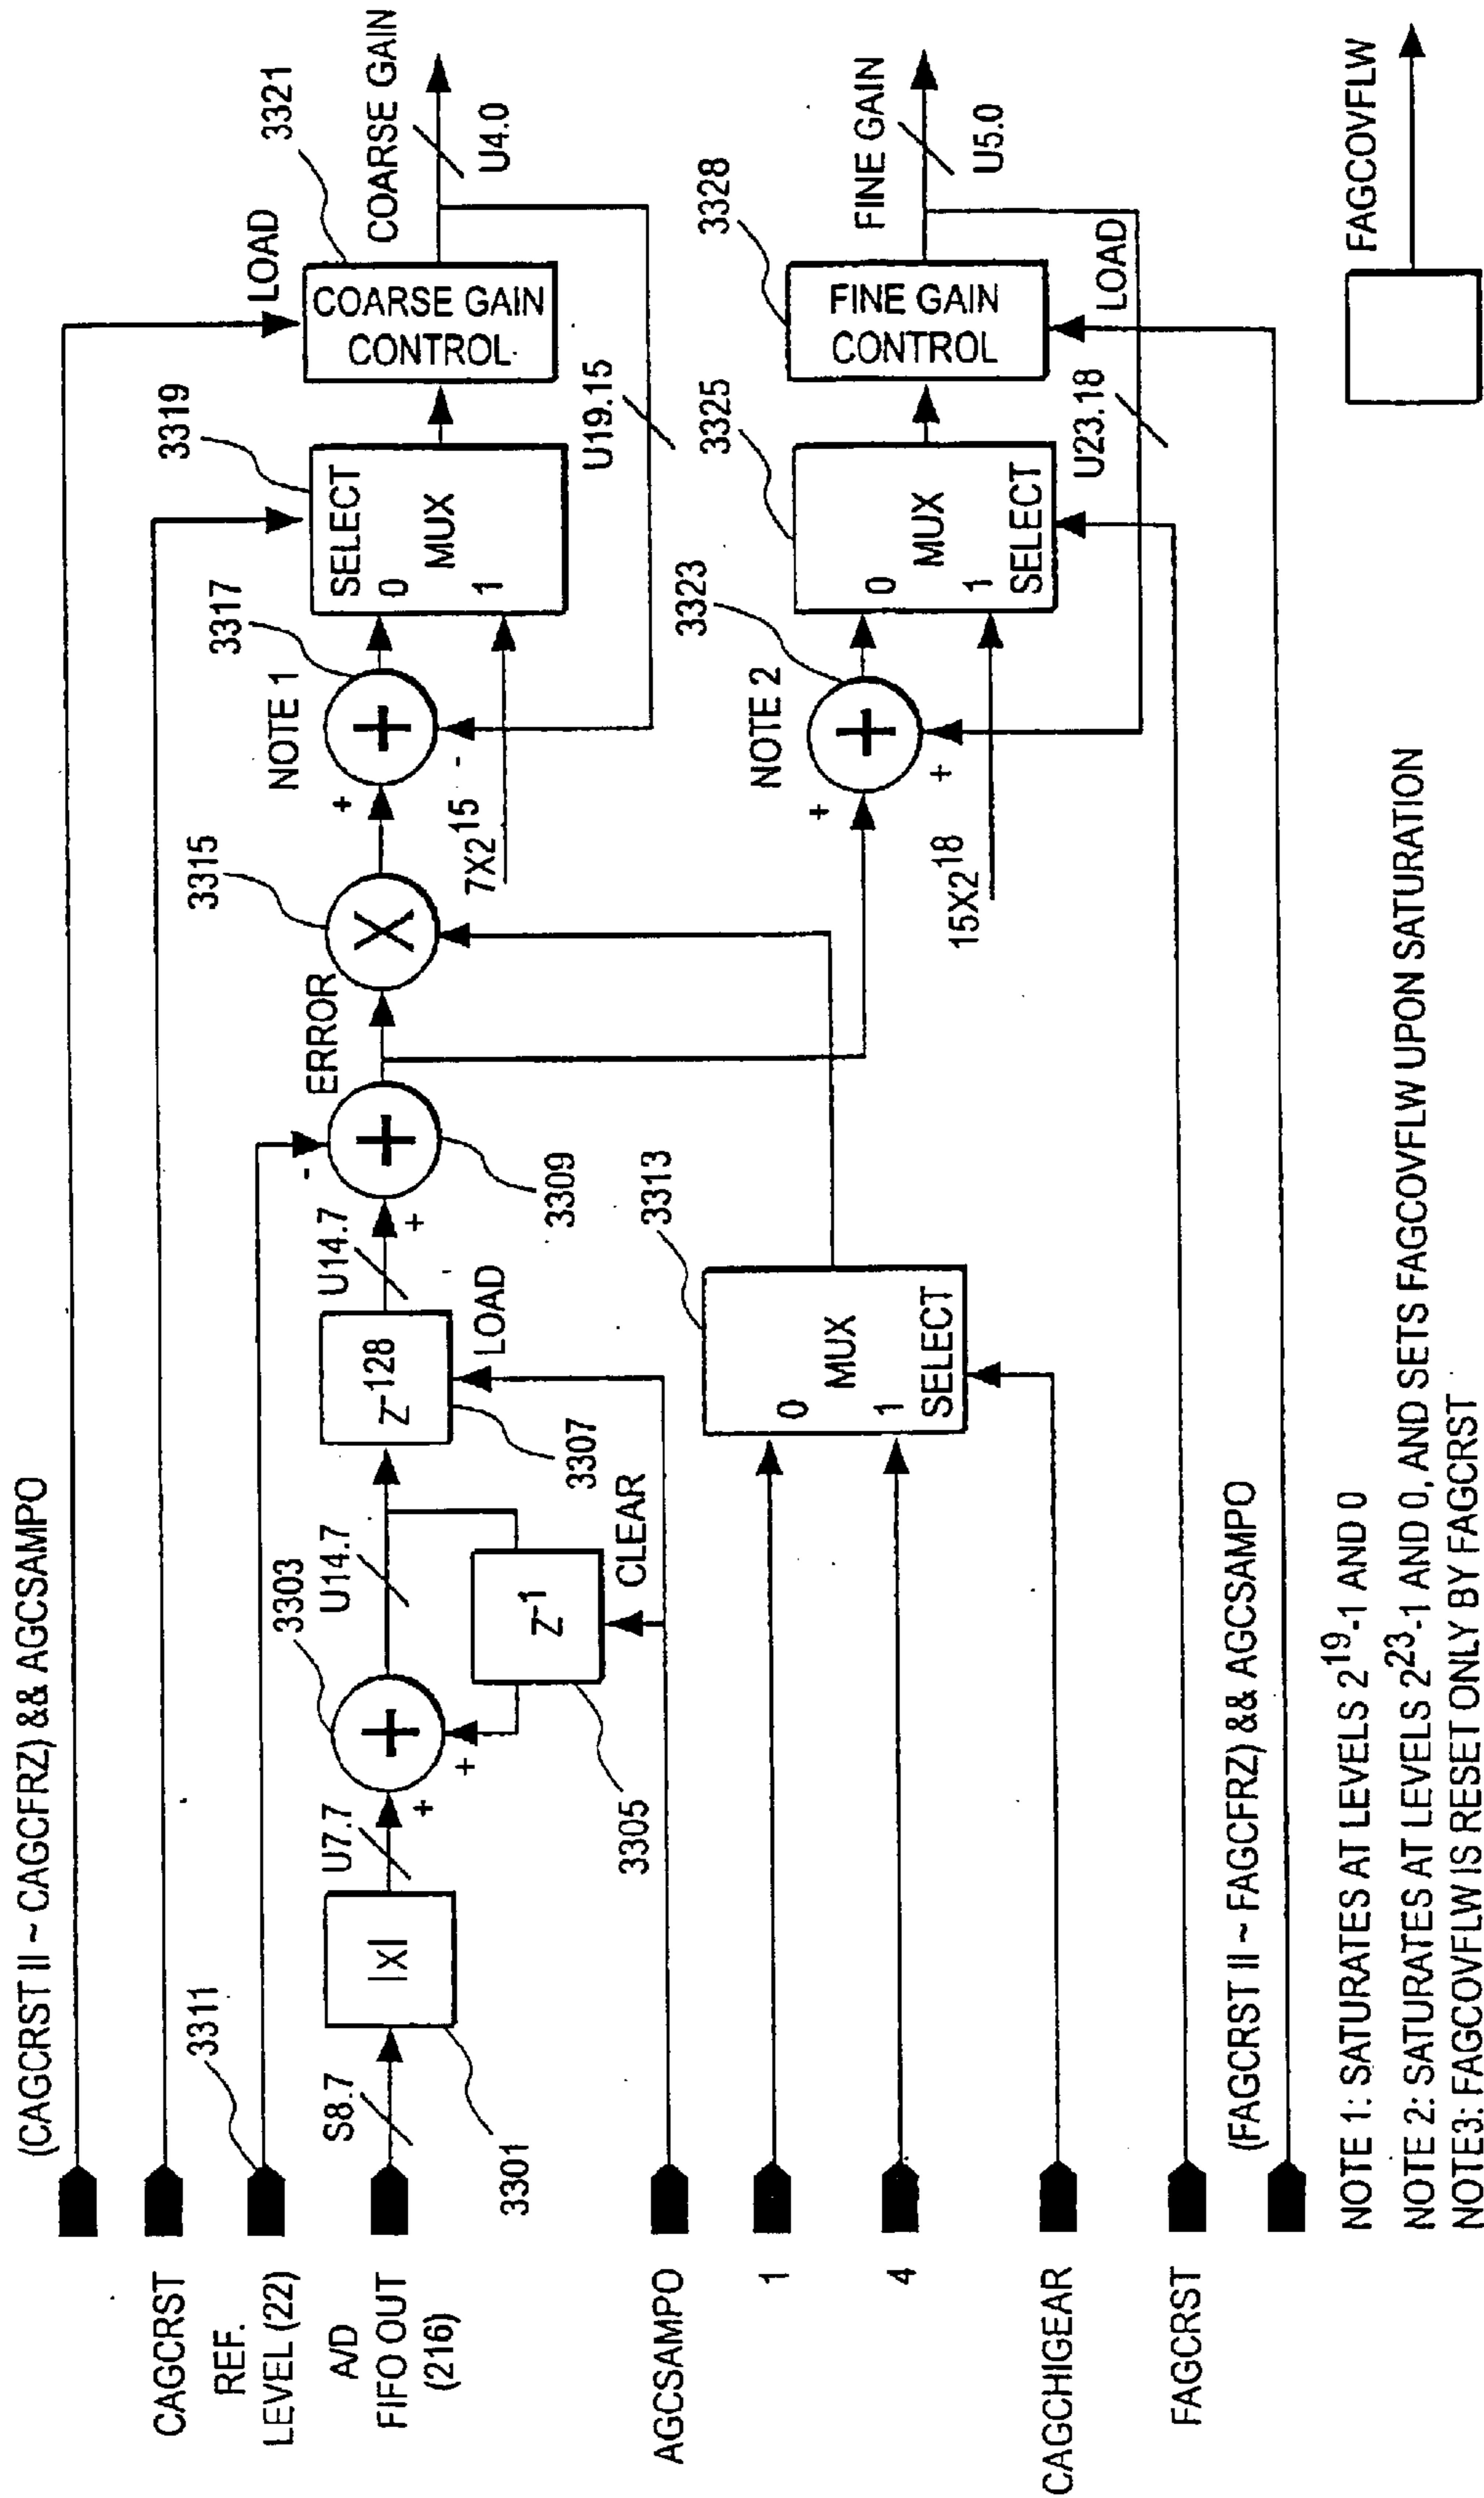 (CAGCRST II ~ CAGCFRZ) && AGCSAMPO
CAGCRST
REF.
LEVEL (22)
A/D
FIFO OUT
(216)
AGCSAMPO
1
4
CAGCHIGEAR
FAGCRST
(FAGCRST II ~ FAGCFRZ) && AGCSAMPO
3311
S8.7
3301
|X|
U7.7
+
+
3303
+
3305
U14.7
Z-1
CLEAR
3307
Z-128
LOAD
U14.7
+
-
+
3309
ERROR
3313
0
MUX
1
SELECT
3315
X
+
-
NOTE 1
+
3317
7X2 15
3319
SELECT
0
MUX
1
LOAD
3321
COARSE GAIN
CONTROL
COARSE GAIN
U4.0
U19.15
NOTE 2
+
+
+
3323
15X2 18
3325
0
MUX
1
SELECT
U23.18
3328
FINE GAIN
CONTROL
LOAD
FINE GAIN
U5.0
FAGCOVFLW
NOTE 1: SATURATES AT LEVELS 2 19-1 AND 0
NOTE 2: SATURATES AT LEVELS 2 23-1 AND 0, AND SETS FAGCOVFLW UPON SATURATION
NOTE3: FAGCOVFLW IS RESET ONLY BY FAGCRST